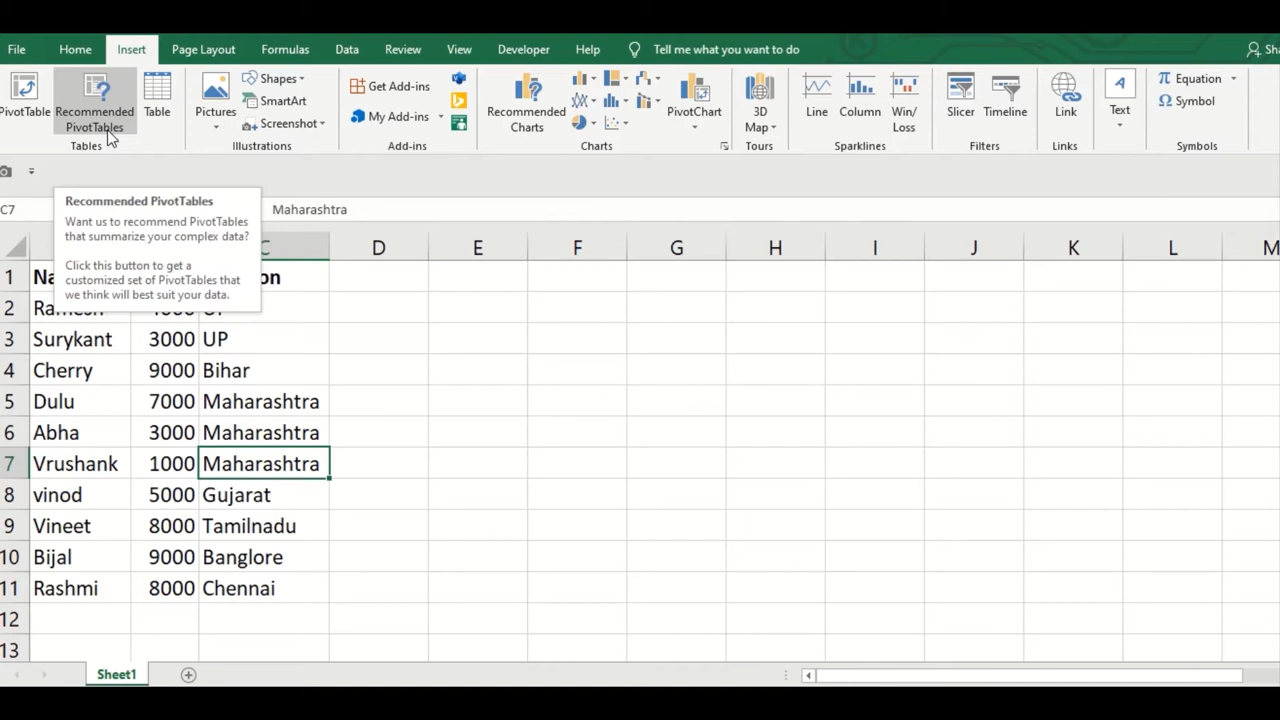 File Home Insert Page Layout Formulas Data Review View Developer Help Tell me what you want to do
PivotTable
Recommended
PivotTables
Table
Tables
Pictures
Shapes
SmartArt
Screenshot
Illustrations
Get Add-ins
My Add-ins
Add-ins
Recommended
Charts
PivotChart
Charts
3D
Map
Tours
Line
Column
Win/
Loss
Sparklines
Slicer
Timeline
Filters
Link
Links
A
Text
π Equation
Ω Symbol
Symbols
C7 Maharashtra
Recommended PivotTables
Want us to recommend PivotTables
that summarize your complex data?
Click this button to get a
customized set of PivotTables that
we think will best suit your data.
C D E F G H I J K L M
1
2
3 Surykant 3000 UP
4 Cherry 9000 Bihar
5 Dulu 7000 Maharashtra
6 Abha 3000 Maharashtra
7 Vrushank 1000 Maharashtra
8 vinod 5000 Gujarat
9 Vineet 8000 Tamilnadu
10 Bijal 9000 Banglore
11 Rashmi 8000 Chennai
12
13
Sheet1